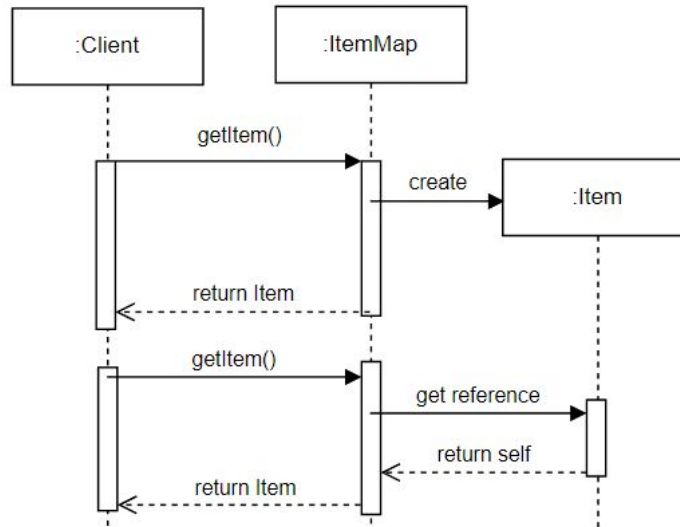 :Client
:ItemMap
getItem()
create
:Item
return Item
getItem()
get reference
return self
return Item